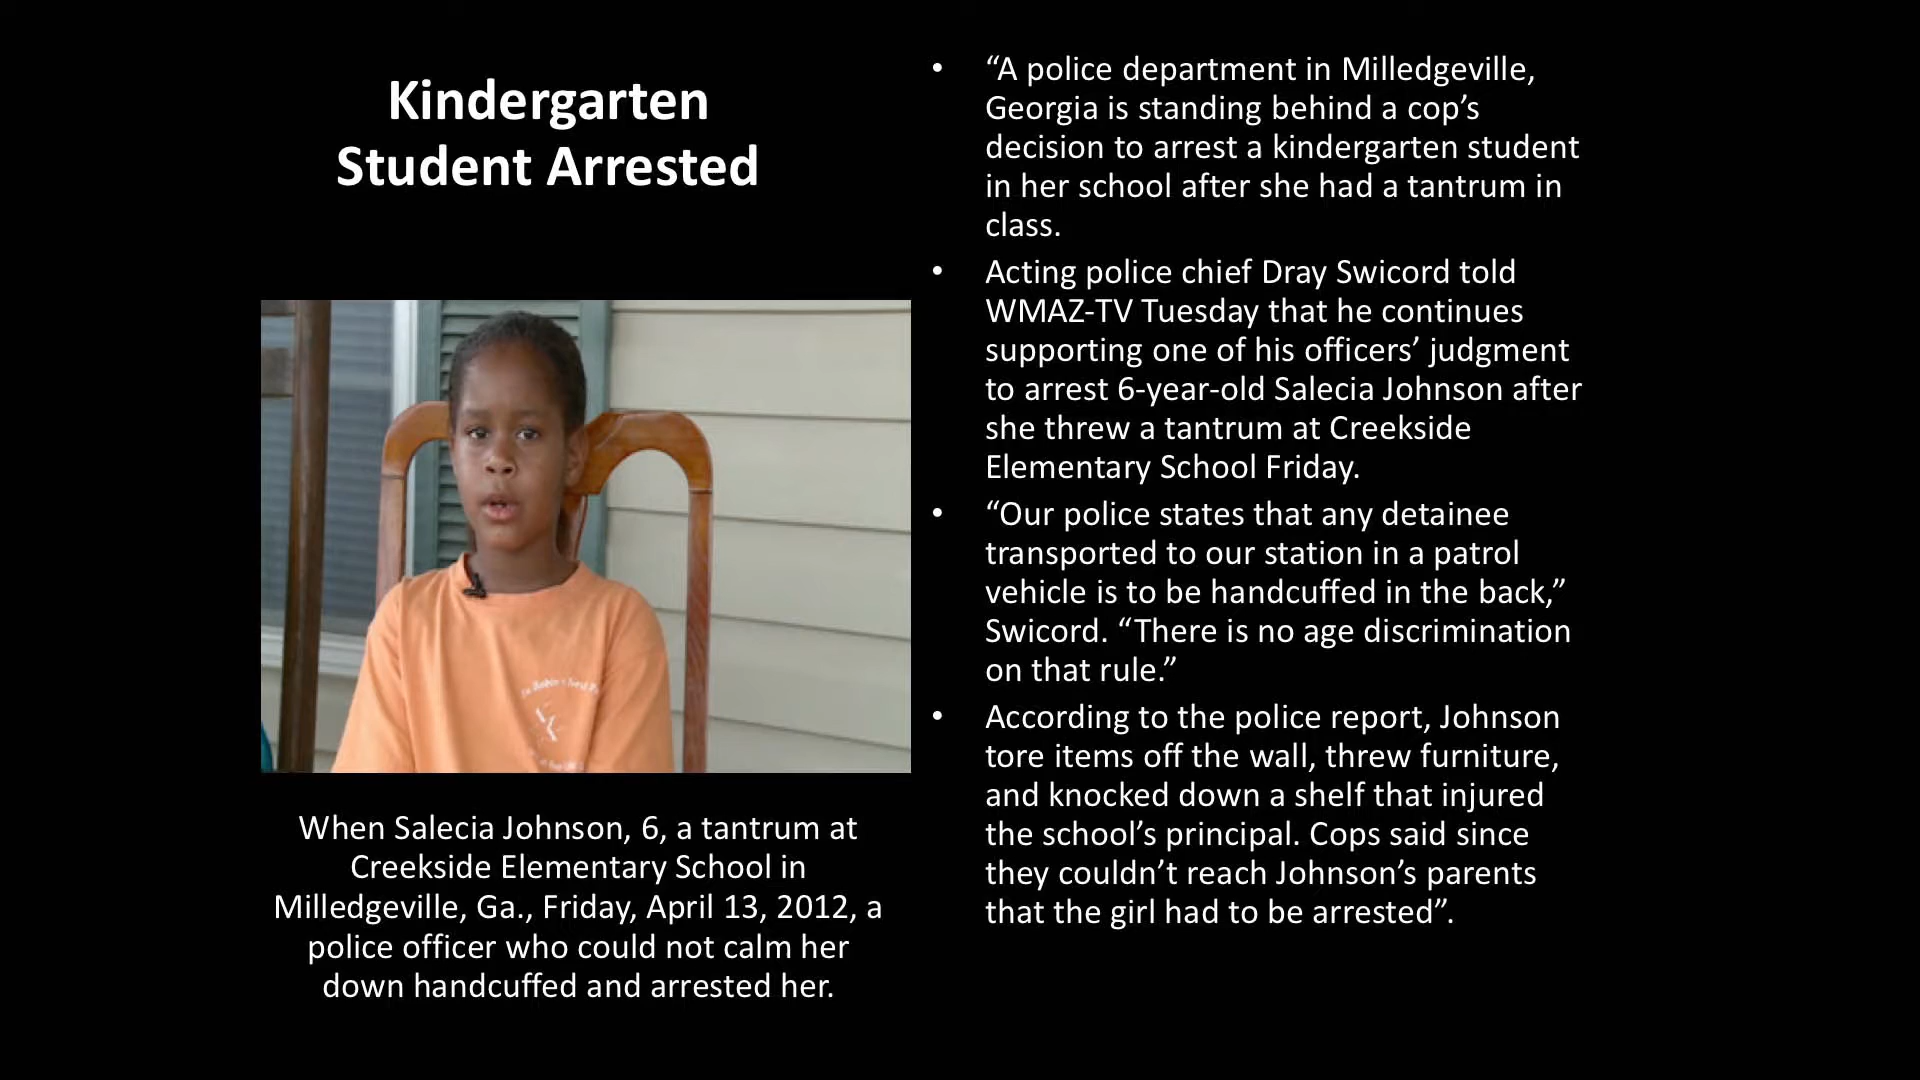 Kindergarten
Student Arrested
When Salecia Johnson, 6, a tantrum at
Creekside Elementary School in
Milledgeville, Ga., Friday, April 13, 2012, a
police officer who could not calm her
down handcuffed and arrested her.
• “A police department in Milledgeville,
Georgia is standing behind a cop’s
decision to arrest a kindergarten student
in her school after she had a tantrum in
class.
• Acting police chief Dray Swicord told
WMAZ-TV Tuesday that he continues
supporting one of his officers’ judgment
to arrest 6-year-old Salecia Johnson after
she threw a tantrum at Creekside
Elementary School Friday.
• “Our police states that any detainee
transported to our station in a patrol
vehicle is to be handcuffed in the back,”
Swicord. “There is no age discrimination
on that rule.”
• According to the police report, Johnson
tore items off the wall, threw furniture,
and knocked down a shelf that injured
the school’s principal. Cops said since
they couldn’t reach Johnson’s parents
that the girl had to be arrested”.